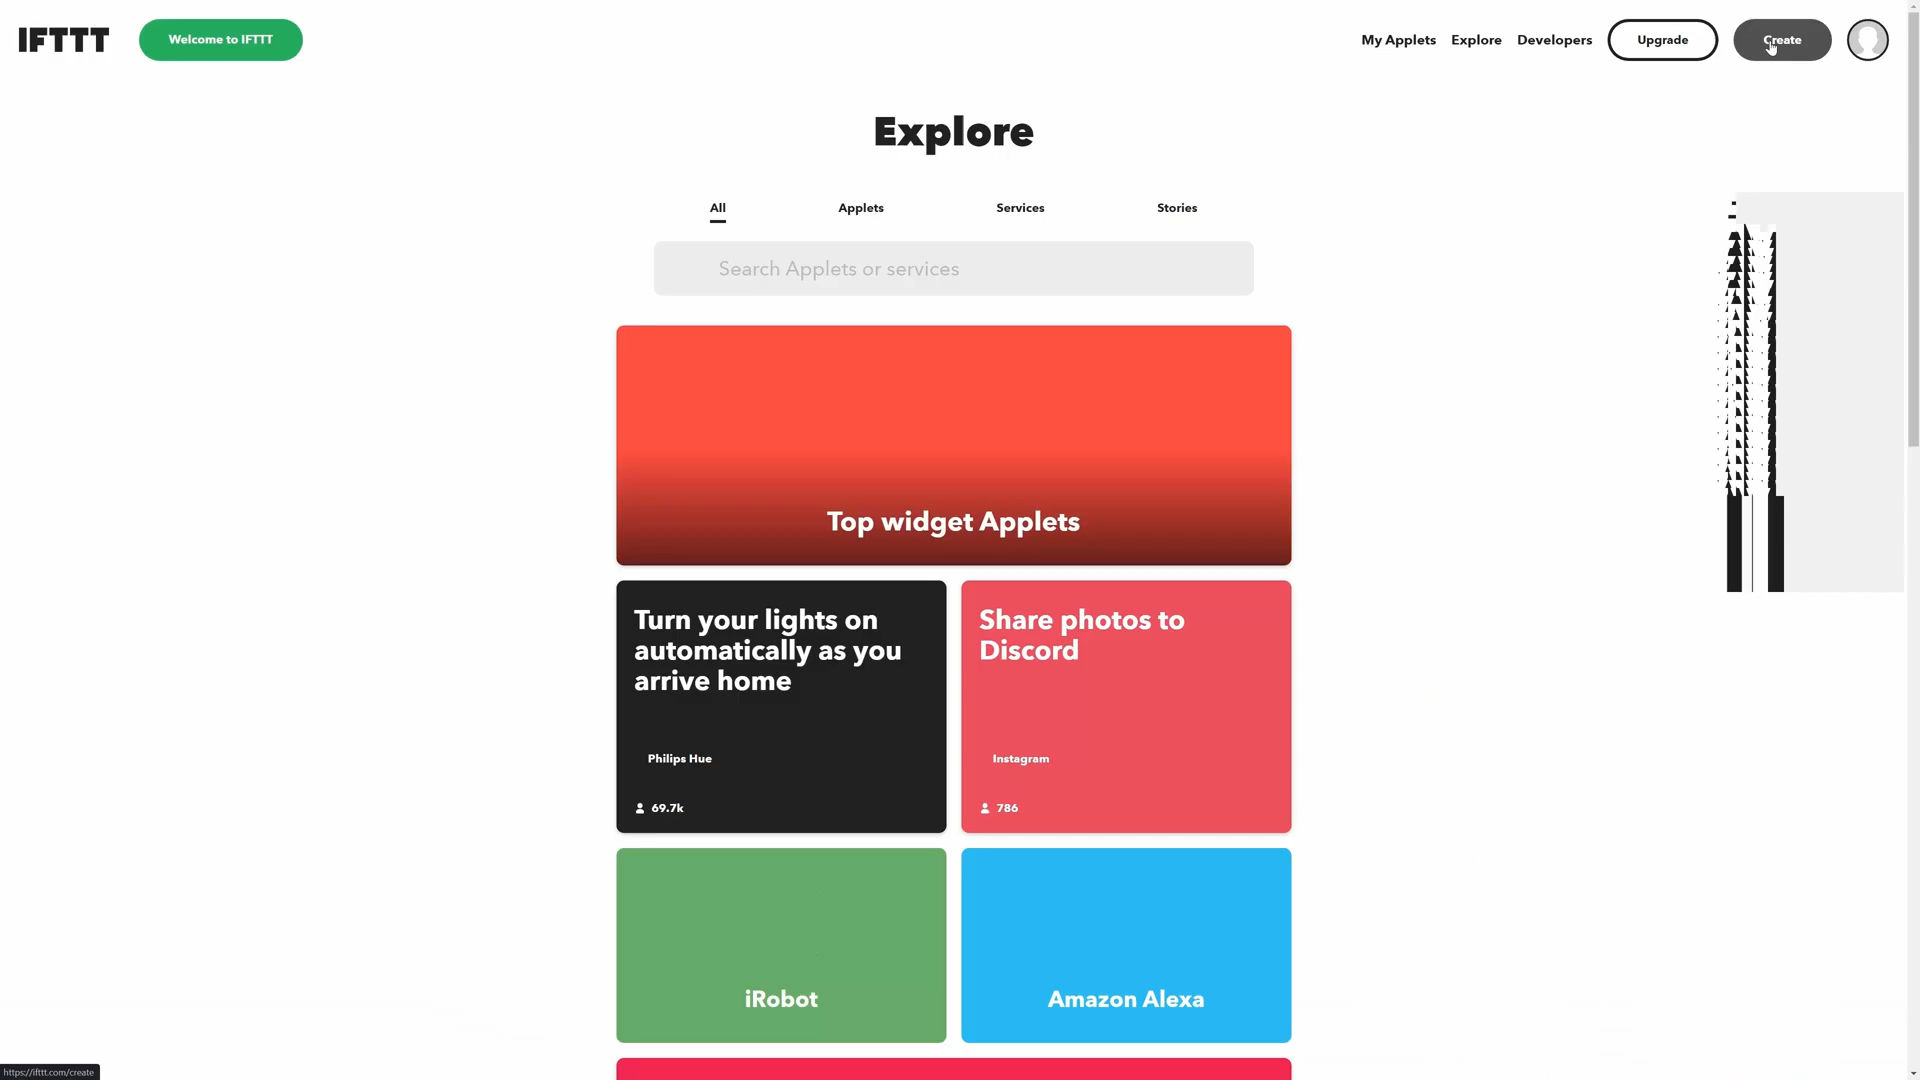 IFTTT
Welcome to IFTTT
My Applets
Explore
Developers
Upgrade
Create
Explore
All
Applets
Services
Stories
Search Applets or services
Top widget Applets
Turn your lights on
automatically as you
arrive home
Philips Hue
69.7k
Share photos to
Discord
Instagram
786
iRobot
Amazon Alexa
https://ifttt.com/create